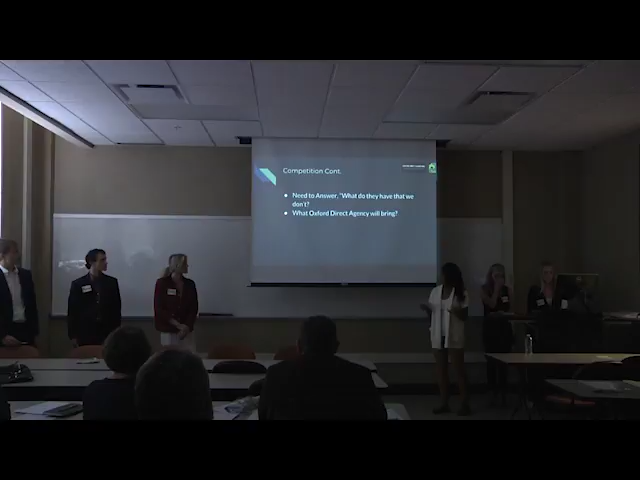 Competition Cont.
● Need to Answer, "What do they have that we
don't?
● What Oxford Direct Agency will bring?